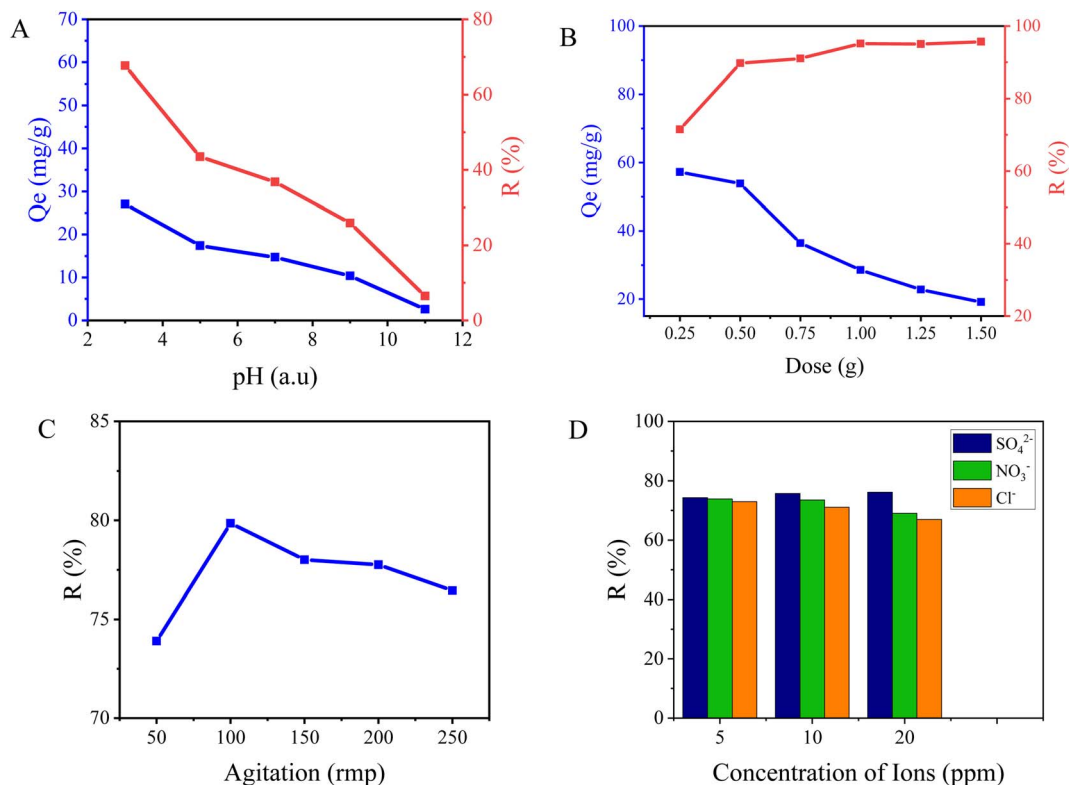 A
Qe (mg/g)
70
60
50
40
30
20
10
0
R (%)
80
60
40
20
0
2 4 6 8 10 12
pH (a.u)
B
Qe (mg/g)
100
80
60
40
20
R (%)
100
80
60
40
20
0.25 0.50 0.75 1.00 1.25 1.50
Dose (g)
C
R (%)
85
80
75
70
50 100 150 200 250
Agitation (rmp)
D
R (%)
100
80
60
40
20
0
SO₄²⁻
NO₃⁻
Cl⁻
5 10 20
Concentration of Ions (ppm)